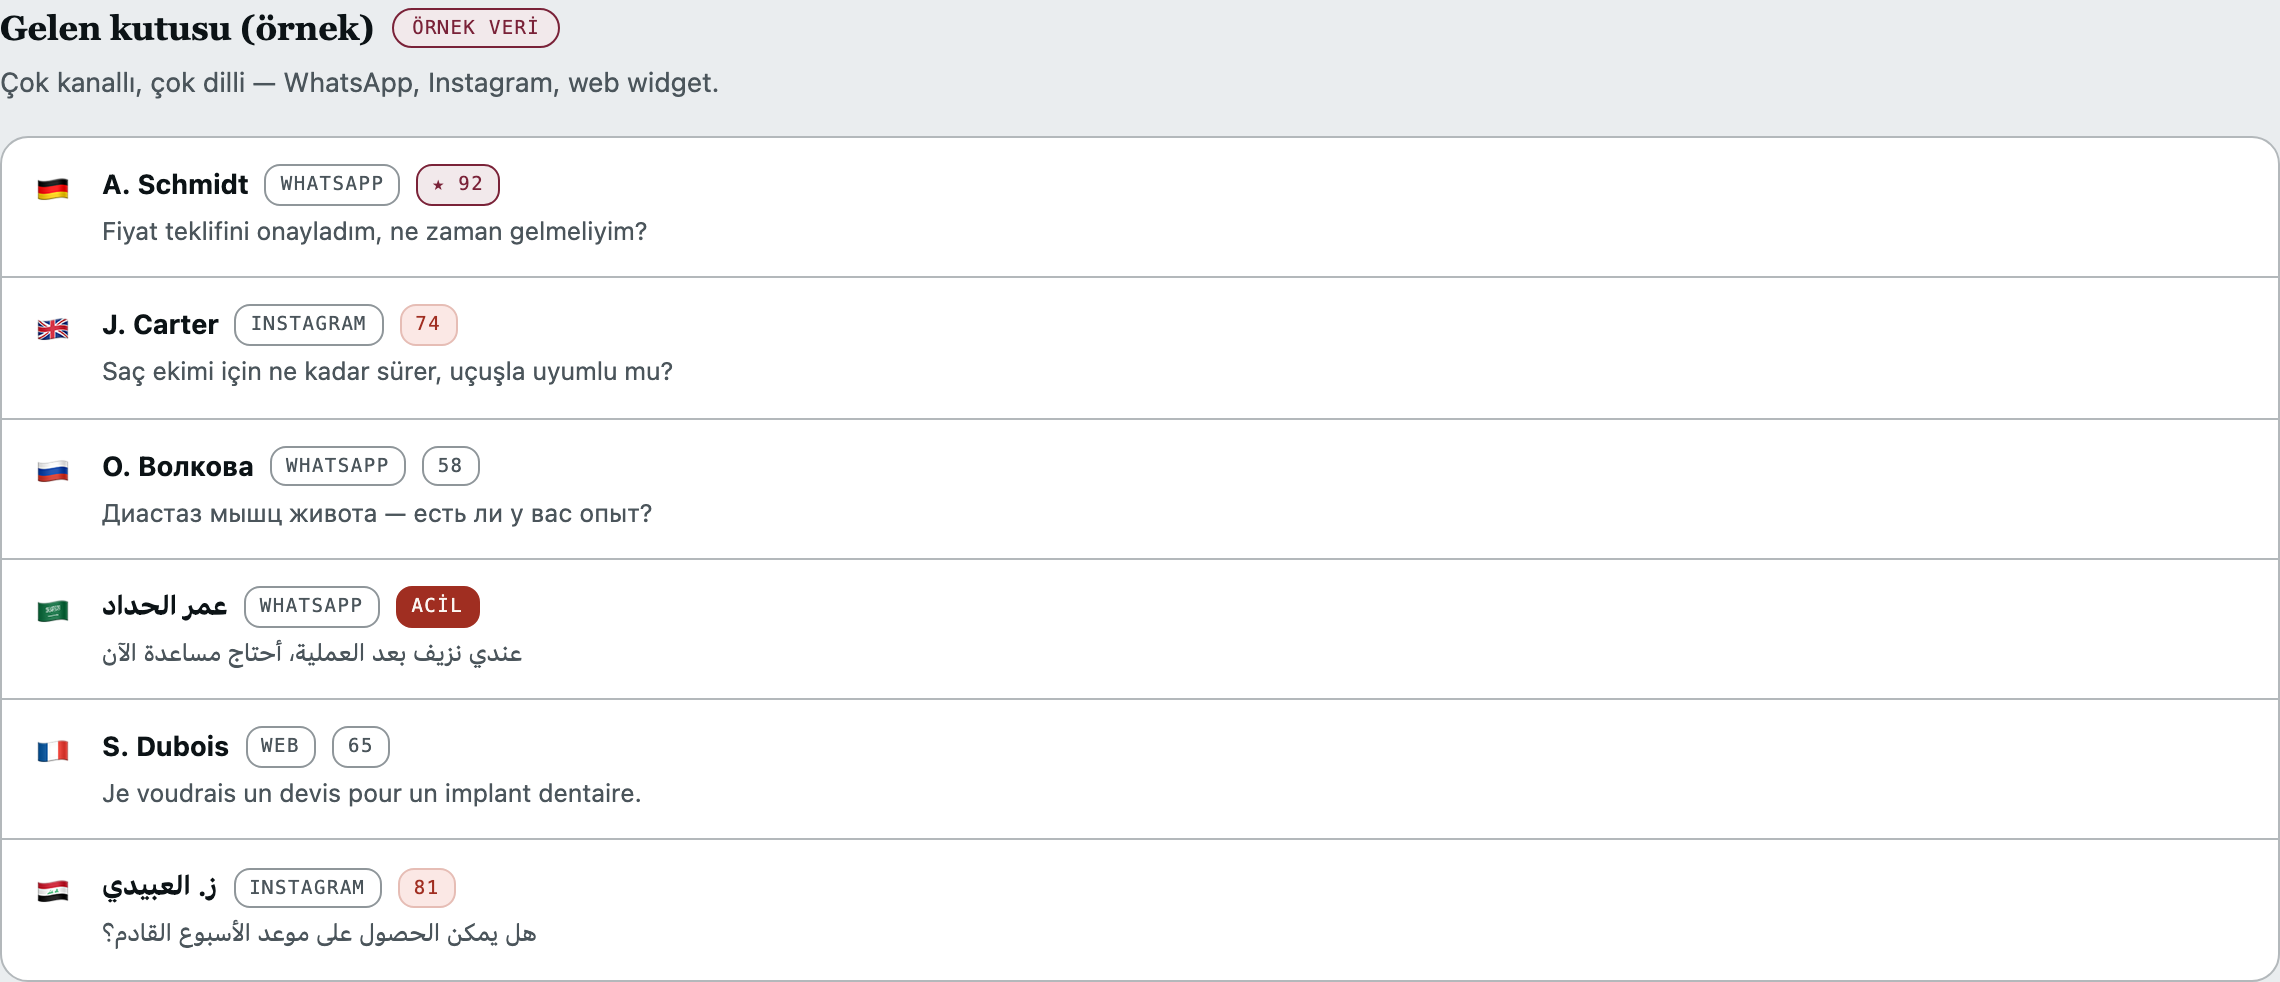 Gelen kutusu (örnek) ÖRNEK VERİ
Çok kanallı, çok dilli — WhatsApp, Instagram, web widget.
A. Schmidt WHATSAPP ★ 92
Fiyat teklifini onayladım, ne zaman gelmeliyim?
J. Carter INSTAGRAM 74
Saç ekimi için ne kadar sürer, uçuşla uyumlu mu?
О. Волкова WHATSAPP 58
Диастаз мышц живота — есть ли у вас опыт?
عمر الحداد WHATSAPP ACİL
عندي نزيف بعد العملية، أحتاج مساعدة الآن
S. Dubois WEB 65
Je voudrais un devis pour un implant dentaire.
ز. العبيدي INSTAGRAM 81
هل يمكن الحصول على موعد الأسبوع القادم؟